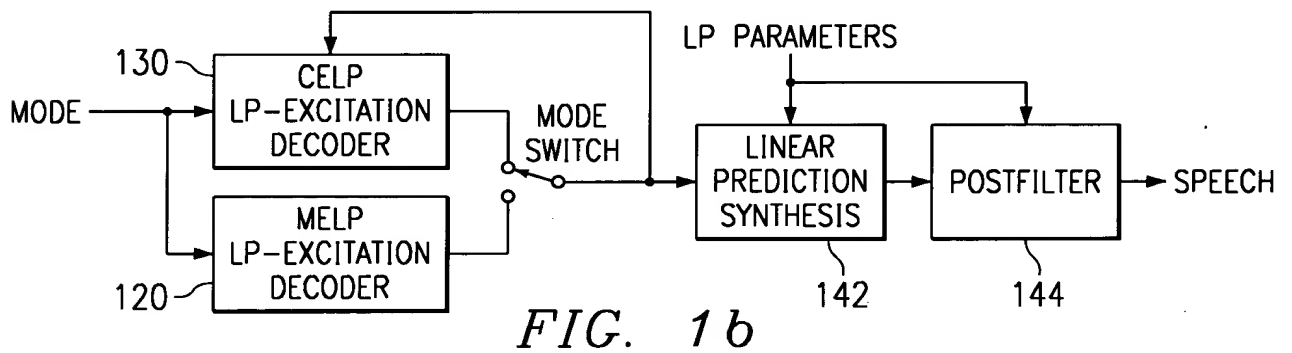 LP PARAMETERS
130
CELP
LP-EXCITATION
DECODER
MODE
MODE
SWITCH
LINEAR
PREDICTION
SYNTHESIS
POSTFILTER
SPEECH
MELP
LP-EXCITATION
DECODER
120
142
144
FIG. 1b